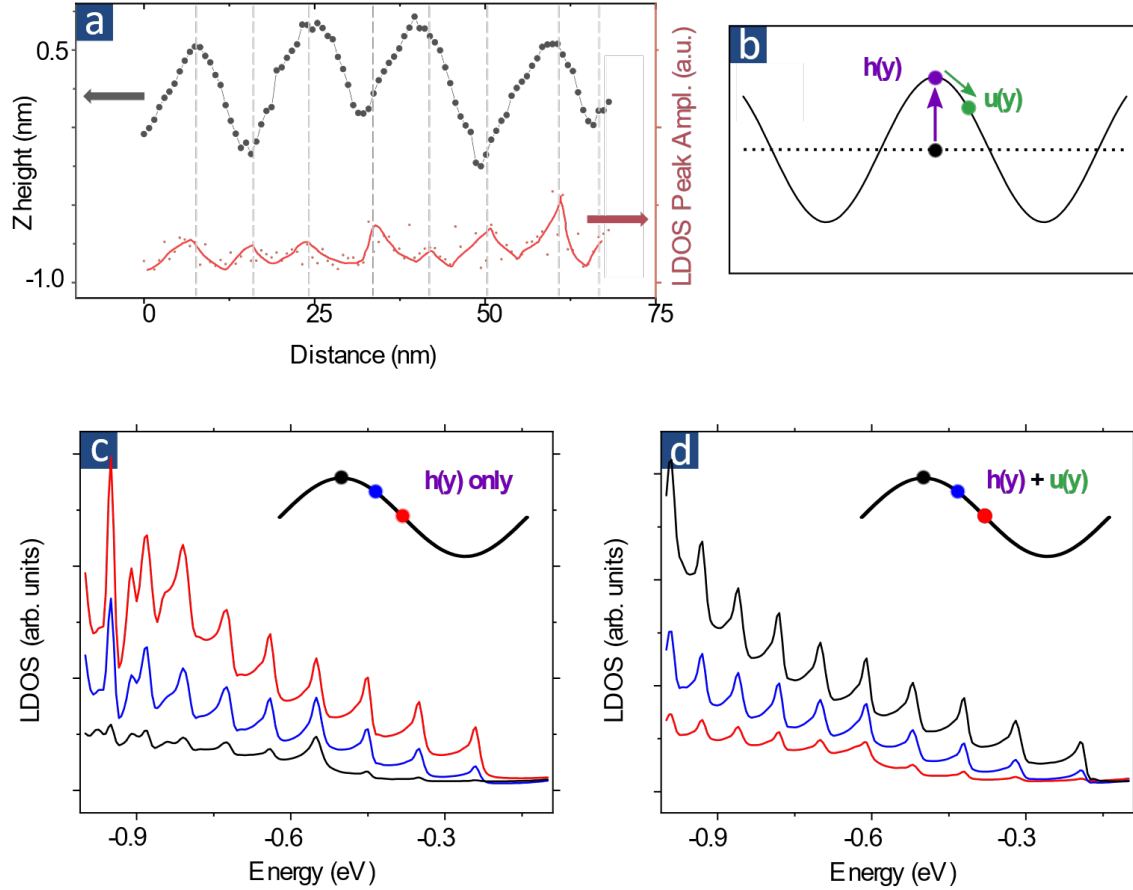 a
0.5
-1.0
Z height (nm)
0
25
50
75
Distance (nm)
LDOS Peak Ampl. (a.u.)
b
h(y)
u(y)
c
h(y) only
LDOS (arb. units)
-0.9
-0.6
-0.3
Energy (eV)
d
h(y) + u(y)
LDOS (arb. units)
-0.9
-0.6
-0.3
Energy (eV)